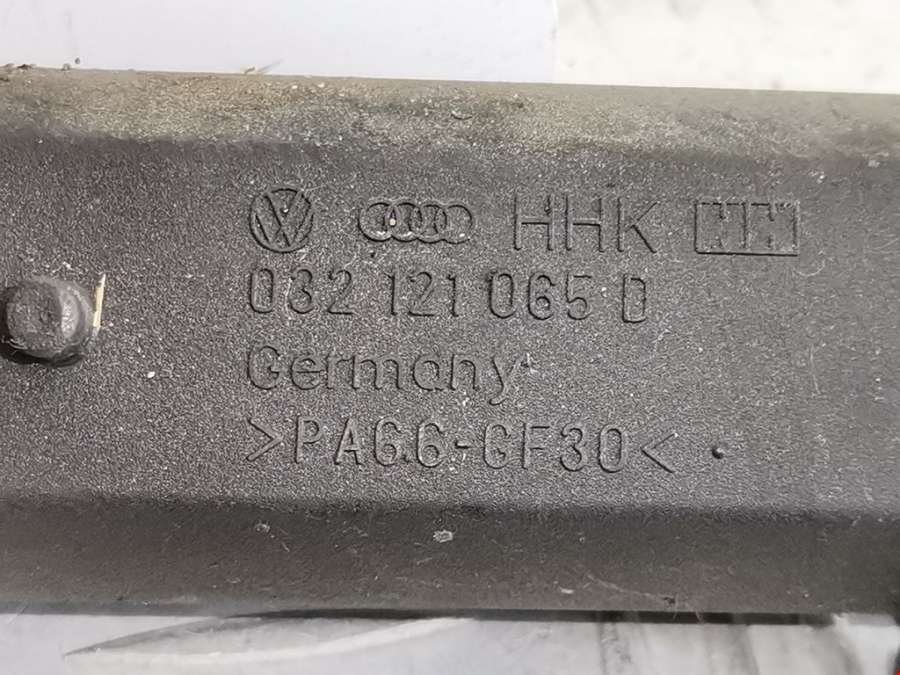 HHK
032 121 065 D
Germany
>PA66-GF30<